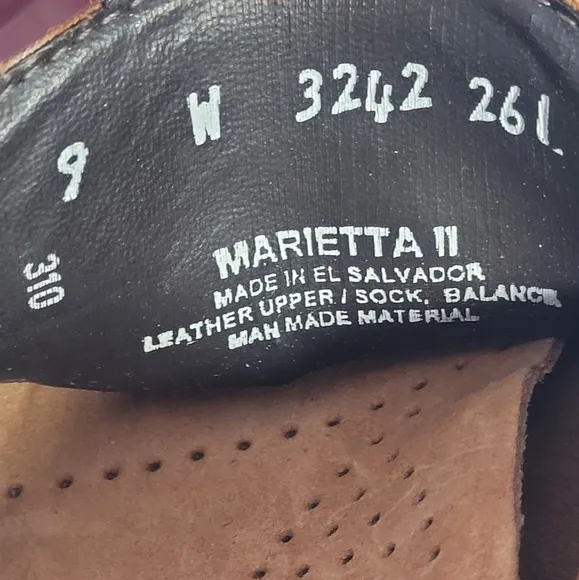 9 W 3242 261
310
MARIETTA II
MADE IN EL SALVADOR
LEATHER UPPER / SOCK, BALANCE
MAN MADE MATERIAL